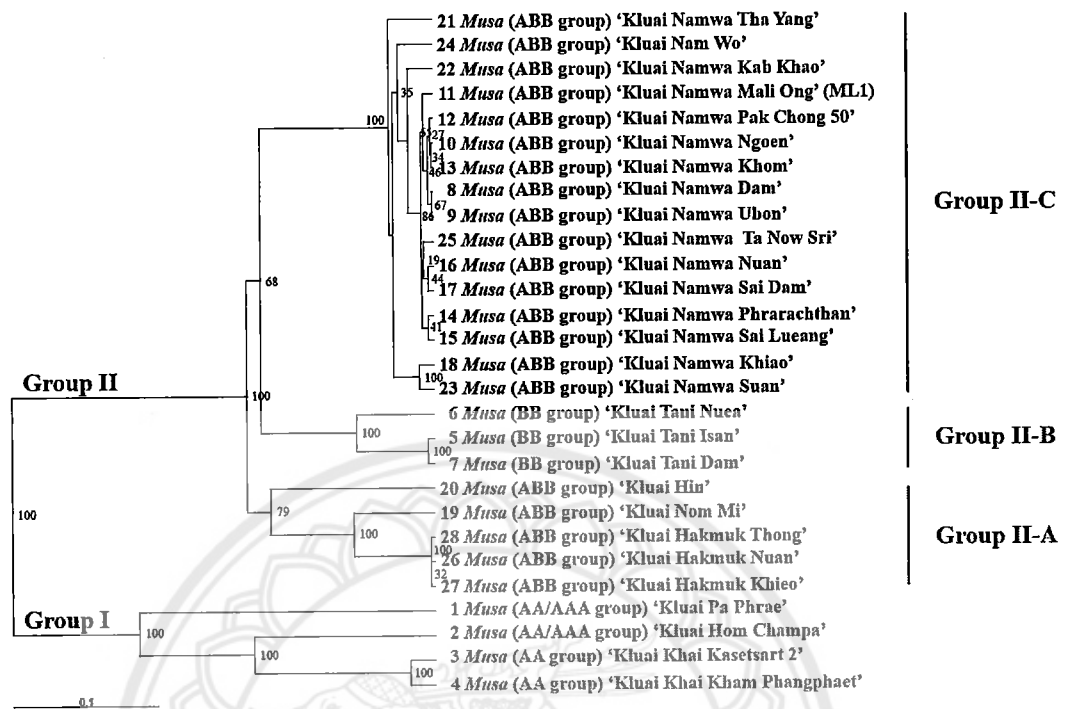 21 Musa (ABB group) ‘Kluai Namwa Tha Yang’
24 Musa (ABB group) ‘Kluai Nam Wo’
22 Musa (ABB group) ‘Kluai Namwa Kab Khao’
35
11 Musa (ABB group) ‘Kluai Namwa Mali Ong’ (ML1)
100
12 Musa (ABB group) ‘Kluai Namwa Pak Chong 50’
27
10 Musa (ABB group) ‘Kluai Namwa Ngoen’
34
13 Musa (ABB group) ‘Kluai Namwa Khom’
46
8 Musa (ABB group) ‘Kluai Namwa Dam’
67
Group II-C
9 Musa (ABB group) ‘Kluai Namwa Ubon’
86
25 Musa (ABB group) ‘Kluai Namwa Ta Now Sri’
19
16 Musa (ABB group) ‘Kluai Namwa Nuan’
44
68
17 Musa (ABB group) ‘Kluai Namwa Sai Dam’
14 Musa (ABB group) ‘Kluai Namwa Phrarachthan’
41
15 Musa (ABB group) ‘Kluai Namwa Sai Lueang’
18 Musa (ABB group) ‘Kluai Namwa Khiao’
100
Group II
23 Musa (ABB group) ‘Kluai Namwa Suan’
100
6 Musa (BB group) ‘Kluai Tani Nuea’
100
5 Musa (BB group) ‘Kluai Tani Isan’
Group II-B
100
7 Musa (BB group) ‘Kluai Tani Dam’
20 Musa (ABB group) ‘Kluai Hin’
79
100
19 Musa (ABB group) ‘Kluai Nom Mi’
100
28 Musa (ABB group) ‘Kluai Hakmuk Thong’
Group II-A
100
26 Musa (ABB group) ‘Kluai Hakmuk Nuan’
32
27 Musa (ABB group) ‘Kluai Hakmuk Khieo’
1 Musa (AA/AAA group) ‘Kluai Pa Phrae’
Group I
100
2 Musa (AA/AAA group) ‘Kluai Hom Champa’
100
3 Musa (AA group) ‘Kluai Khai Kasetsart 2’
100
4 Musa (AA group) ‘Kluai Khai Kham Phangphaet’
0.1